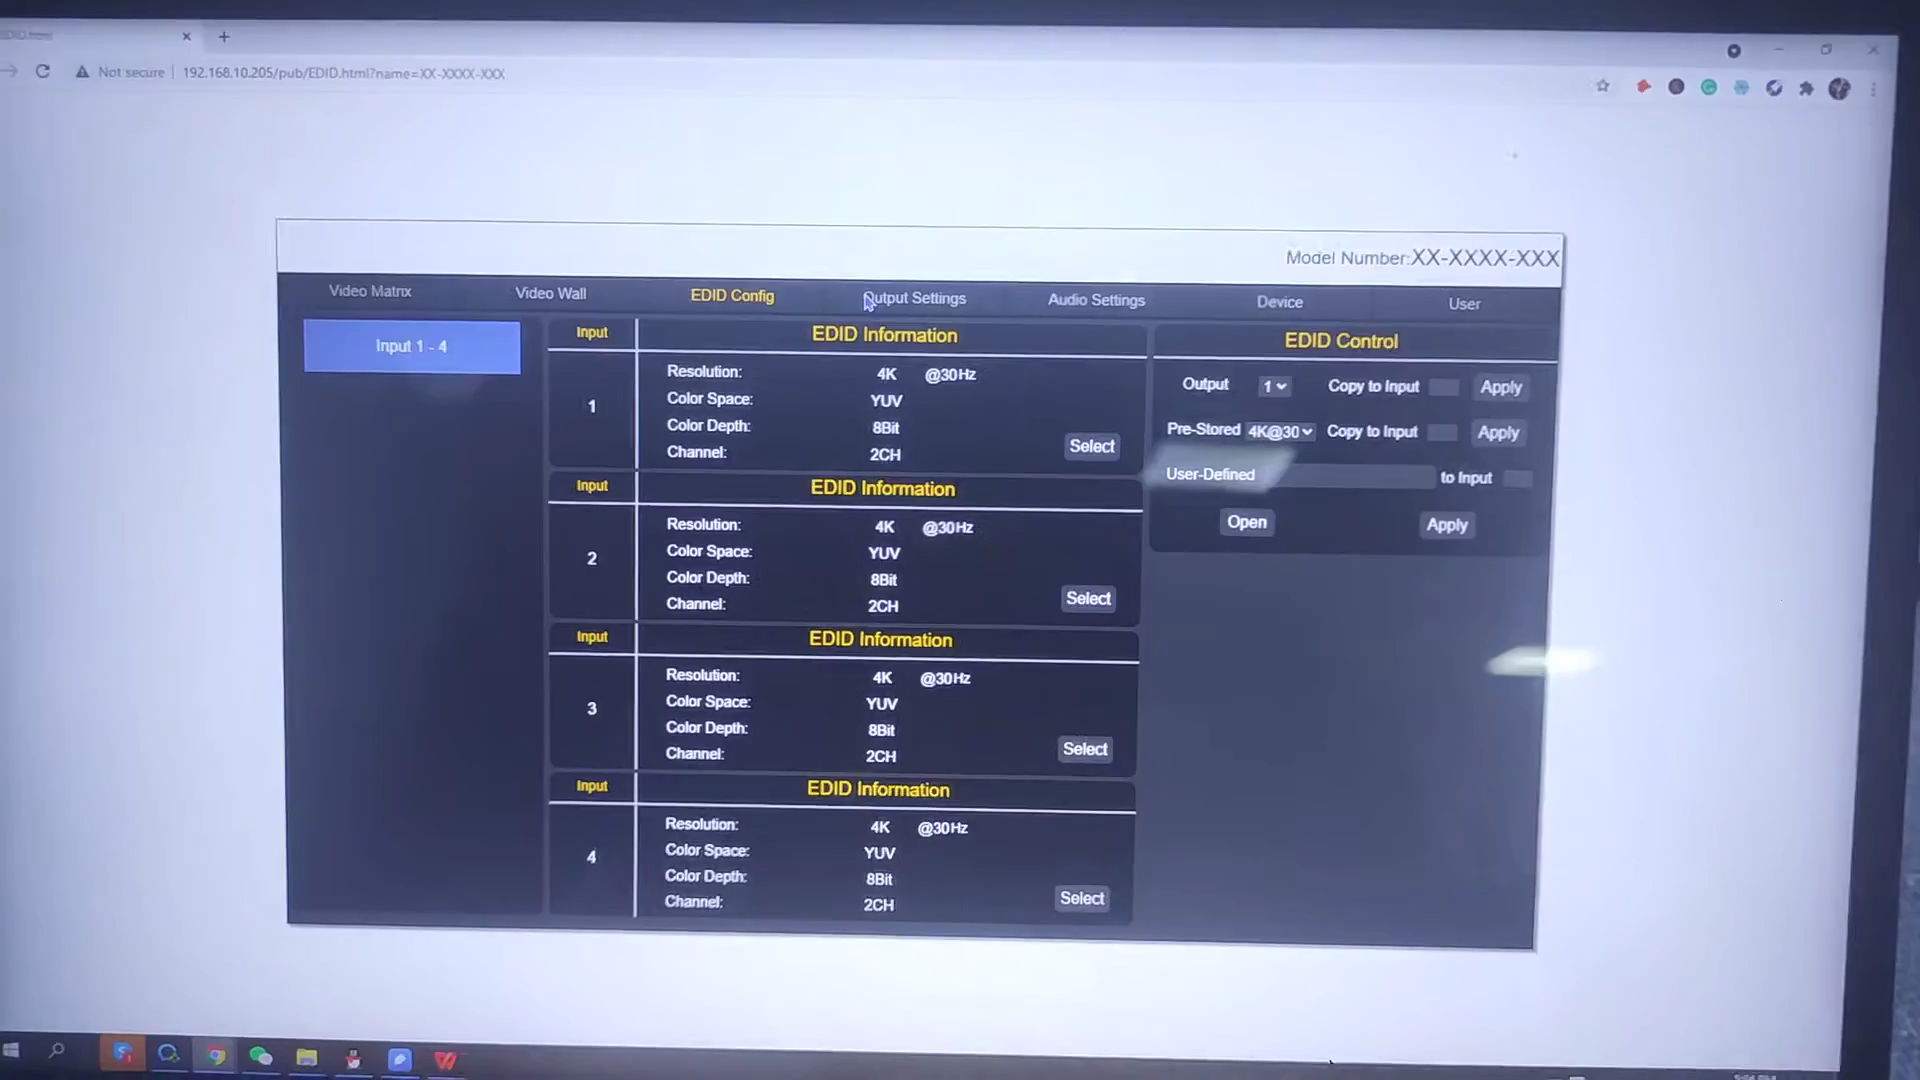 Not secure 192.168.10.205/pub/EDID.html?name=XX-XXXX-XXX
Model Number:XX-XXXX-XXX
Video Matrix Video Wall EDID Config Output Settings Audio Settings Device User
Input 1 - 4
Input EDID Information
1
Resolution: 4K @30Hz
Color Space: YUV
Color Depth: 8Bit
Channel: 2CH
Select
Input EDID Information
2
Resolution: 4K @30Hz
Color Space: YUV
Color Depth: 8Bit
Channel: 2CH
Select
Input EDID Information
3
Resolution: 4K @30Hz
Color Space: YUV
Color Depth: 8Bit
Channel: 2CH
Select
Input EDID Information
4
Resolution: 4K @30Hz
Color Space: YUV
Color Depth: 8Bit
Channel: 2CH
Select
EDID Control
Output 1 Copy to Input Apply
Pre-Stored 4K@30 Copy to Input Apply
User-Defined to Input
Open Apply